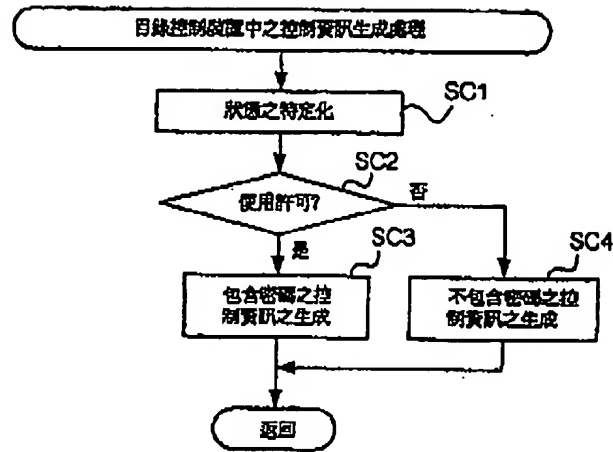 目錄控制裝置中之控制資訊生成處理
SC1
狀態之特定化
SC2
使用許可?
否
是
SC3
SC4
包含密碼之控
制資訊之生成
不包含密碼之控
制資訊之生成
返回